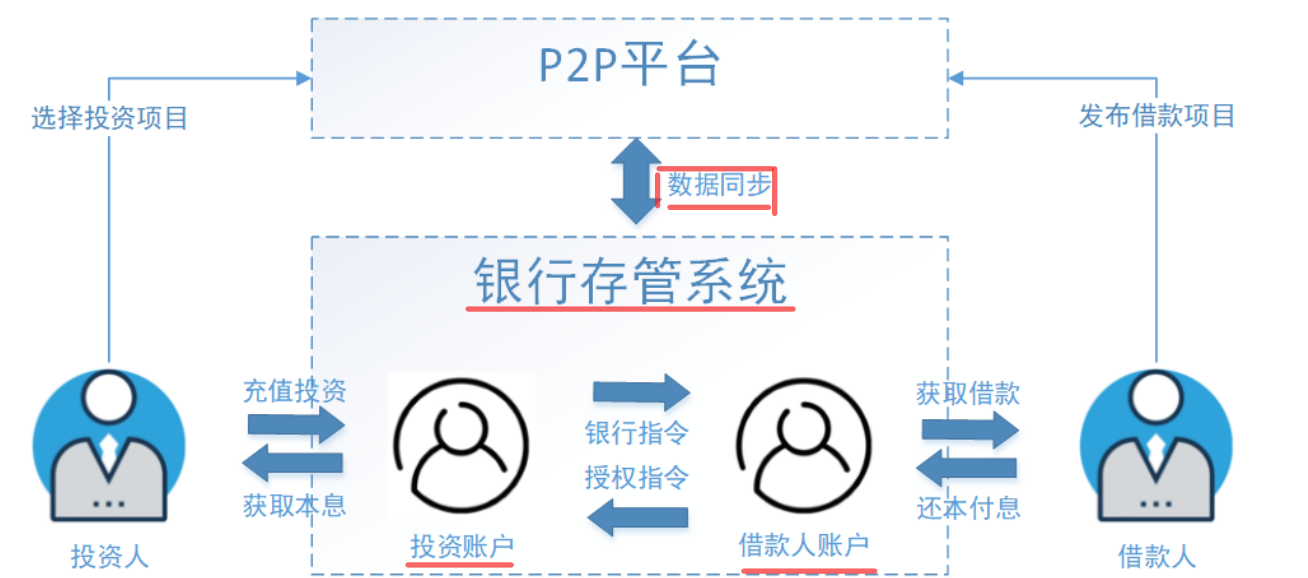 P2P平台
选择投资项目
发布借款项目
数据同步
银行存管系统
充值投资
获取借款
银行指令
授权指令
获取本息
还本付息
投资账户
借款人账户
投资人
借款人